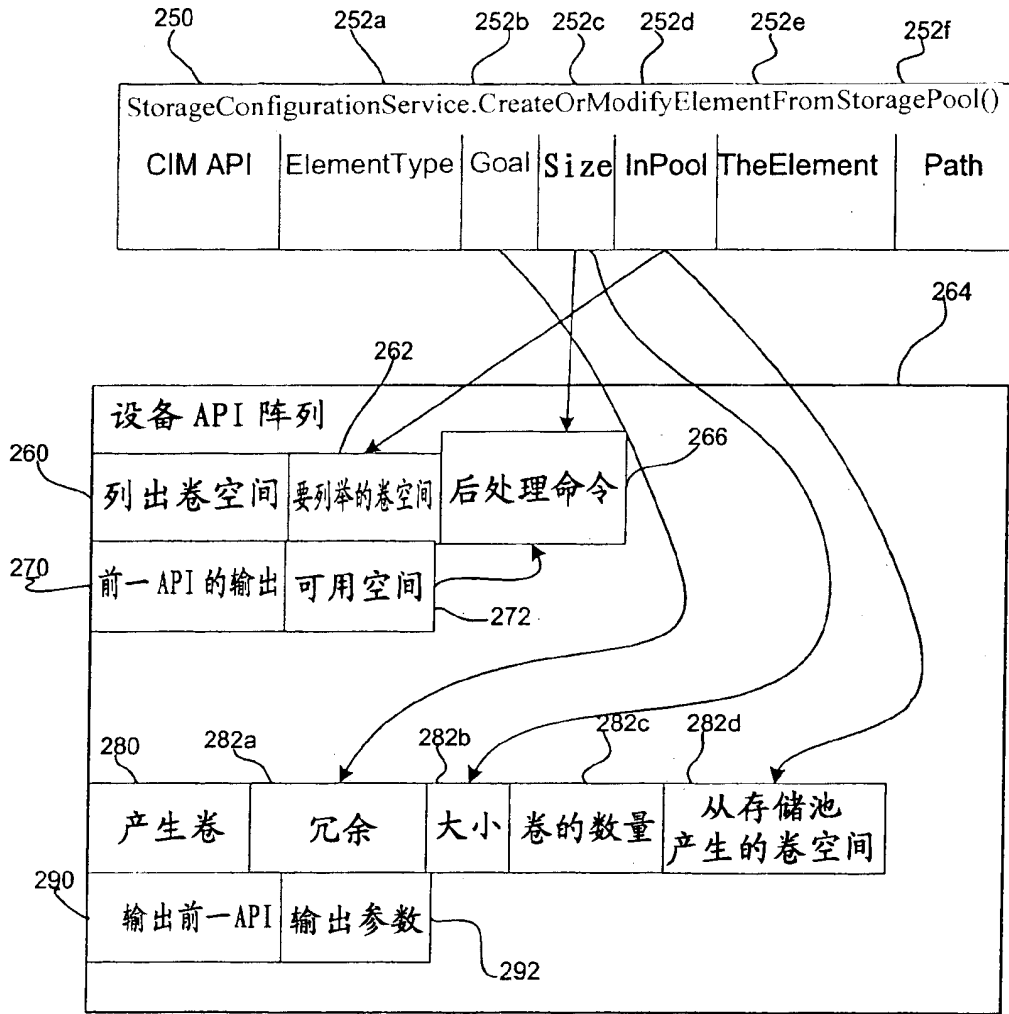 250 252a 252b 252c 252d 252e 252f
StorageConfigurationService.CreateOrModifyElementFromStoragePool()
CIM API ElementType Goal Size InPool TheElement Path
264
262
设备 API 阵列
260 266
列出卷空间 要列举的卷空间 后处理命令
270
前一API的输出 可用空间
272
280 282a 282b 282c 282d
产生卷 冗余 大小 卷的数量 从存储池
产生的卷空间
290
输出前一API 输出参数
292